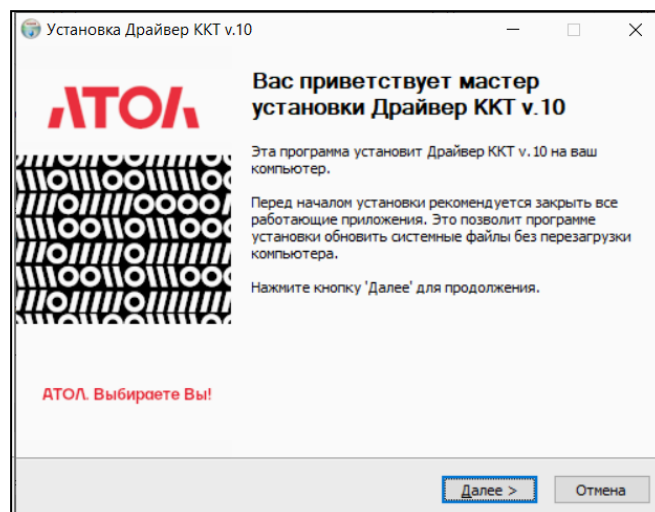 Установка Драйвер ККТ v.10
АТОЛ
Вас приветствует мастер
установки Драйвер ККТ v.10
Эта программа установит Драйвер ККТ v.10 на ваш
компьютер.
Перед началом установки рекомендуется закрыть все
работающие приложения. Это позволит программе
установки обновить системные файлы без перезагрузки
компьютера.
Нажмите кнопку 'Далее' для продолжения.
АТОЛ. Выбираете Вы!
Далее >
Отмена